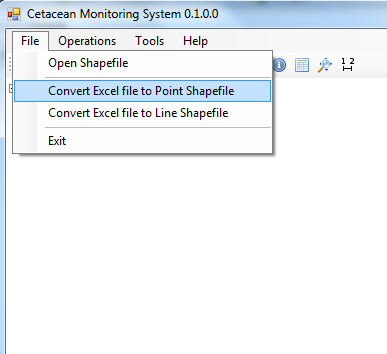 Cetacean Monitoring System 0.1.0.0
File Operations Tools Help
Open Shapefile
Convert Excel file to Point Shapefile
Convert Excel file to Line Shapefile
Exit
1 2